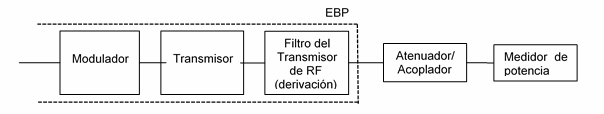 EBP
Modulador
Transmisor
Filtro del
Transmisor
de RF
(derivación)
Atenuador/
Acoplador
Medidor de
potencia